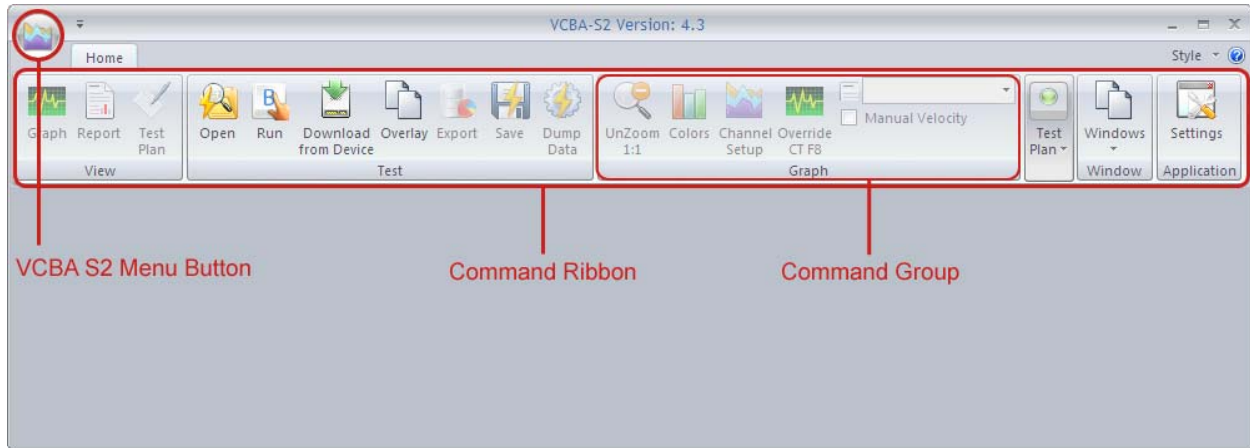 VCBA-S2 Version: 4.3
Home
Style
Graph
Report
Test
Plan
View
Open
Run
Download
from Device
Overlay
Export
Save
Dump
Data
Test
UnZoom
1:1
Colors
Channel
Setup
Override
CT F8
Manual Velocity
Graph
Test
Plan
Windows
Window
Settings
Application
VCBA S2 Menu Button
Command Ribbon
Command Group